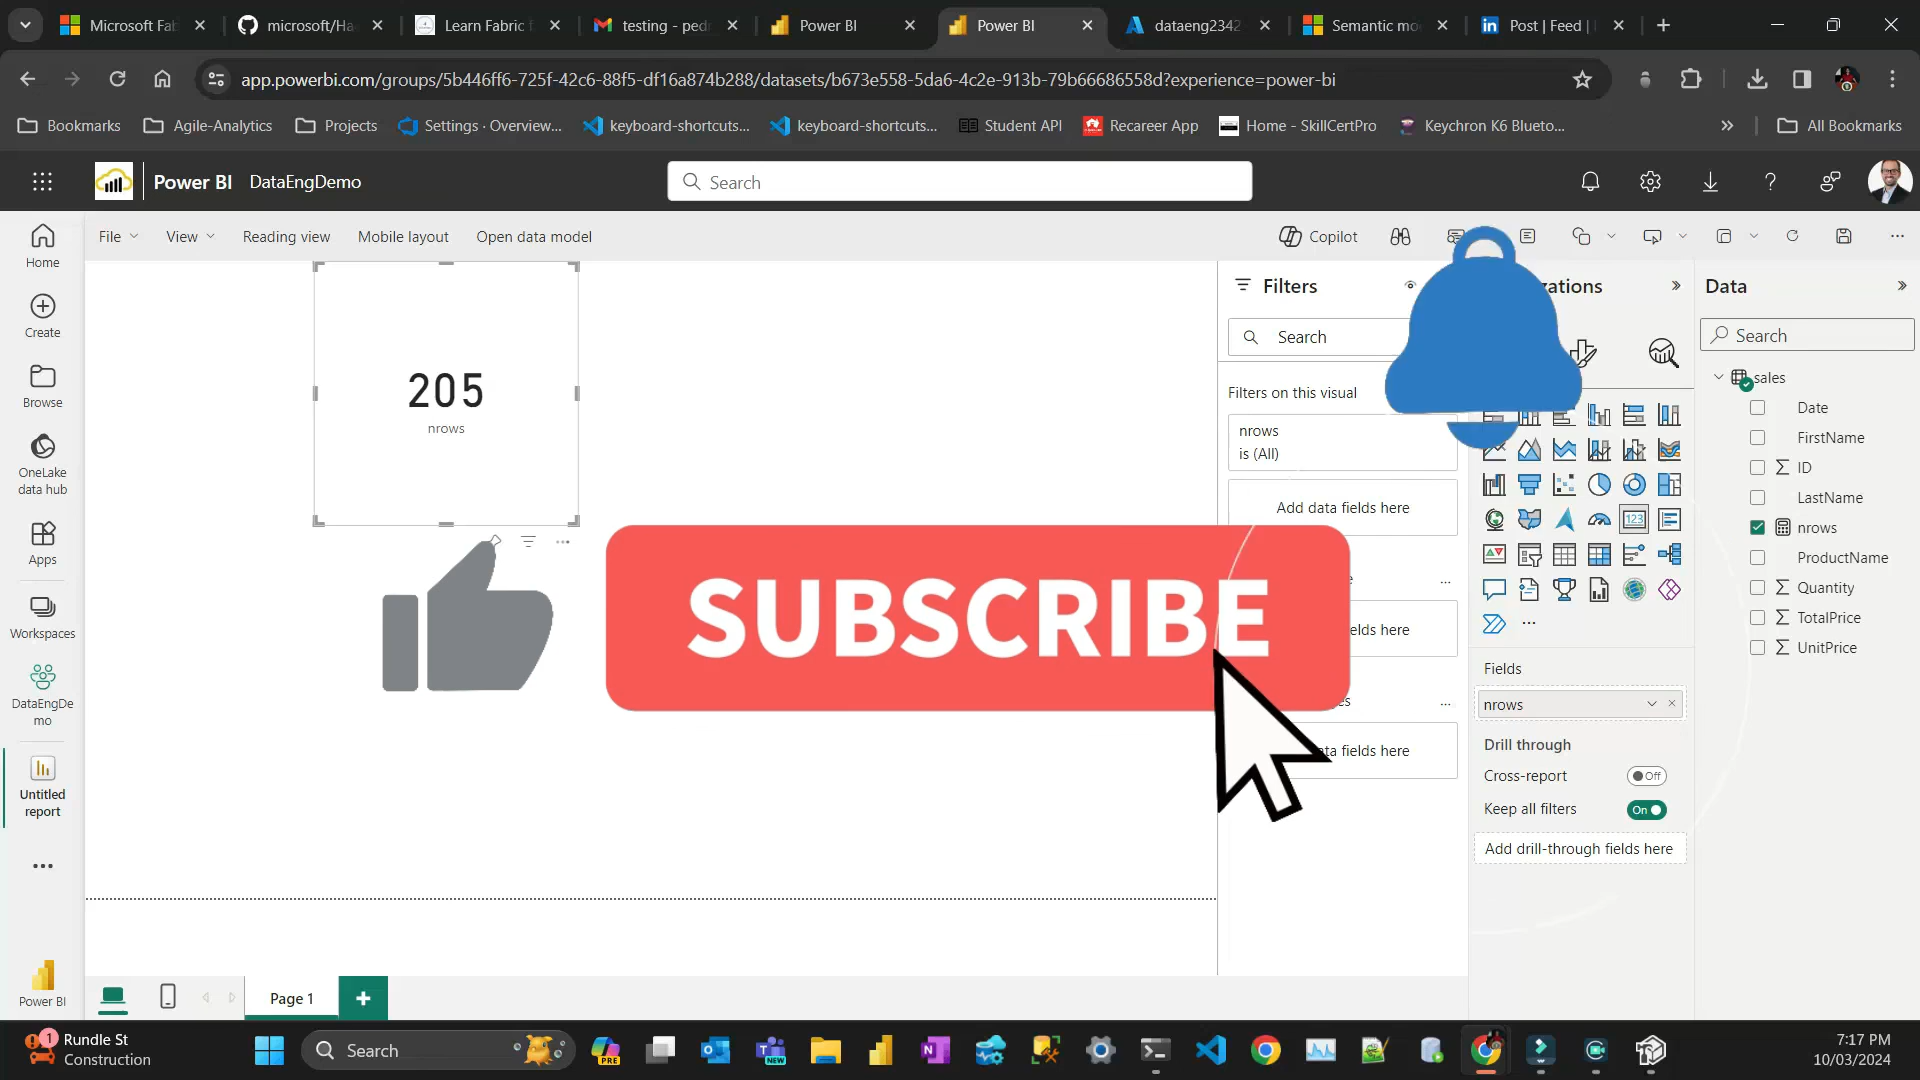 Microsoft Fab
microsoft/Ha
Learn Fabric
testing - ped
Power BI
Power BI
dataeng2342
Semantic mo
Post | Feed |
app.powerbi.com/groups/5b446ff6-725f-42c6-88f5-df16a874b288/datasets/b673e558-5da6-4c2e-913b-79b66686558d?experience=power-bi
Bookmarks
Agile-Analytics
Projects
Settings · Overview...
keyboard-shortcuts...
keyboard-shortcuts...
Student API
Recareer App
Home - SkillCertPro
Keychron K6 Blueto...
All Bookmarks
Power BI DataEngDemo
Search
File
View
Reading view
Mobile layout
Open data model
Copilot
Home
Create
Browse
OneLake
data hub
Apps
Workspaces
DataEngDe
mo
Untitled
report
Power BI
205
nrows
SUBSCRIBE
Filters
Search
Filters on this visual
nrows
is (All)
Add data fields here
elds here
ta fields here
zations
Fields
nrows
Drill through
Cross-report
Off
Keep all filters
On
Add drill-through fields here
Data
Search
sales
Date
FirstName
ID
LastName
nrows
ProductName
Quantity
TotalPrice
UnitPrice
Page 1
1
Rundle St
Construction
Search
PRE
NEW
7:17 PM
10/03/2024